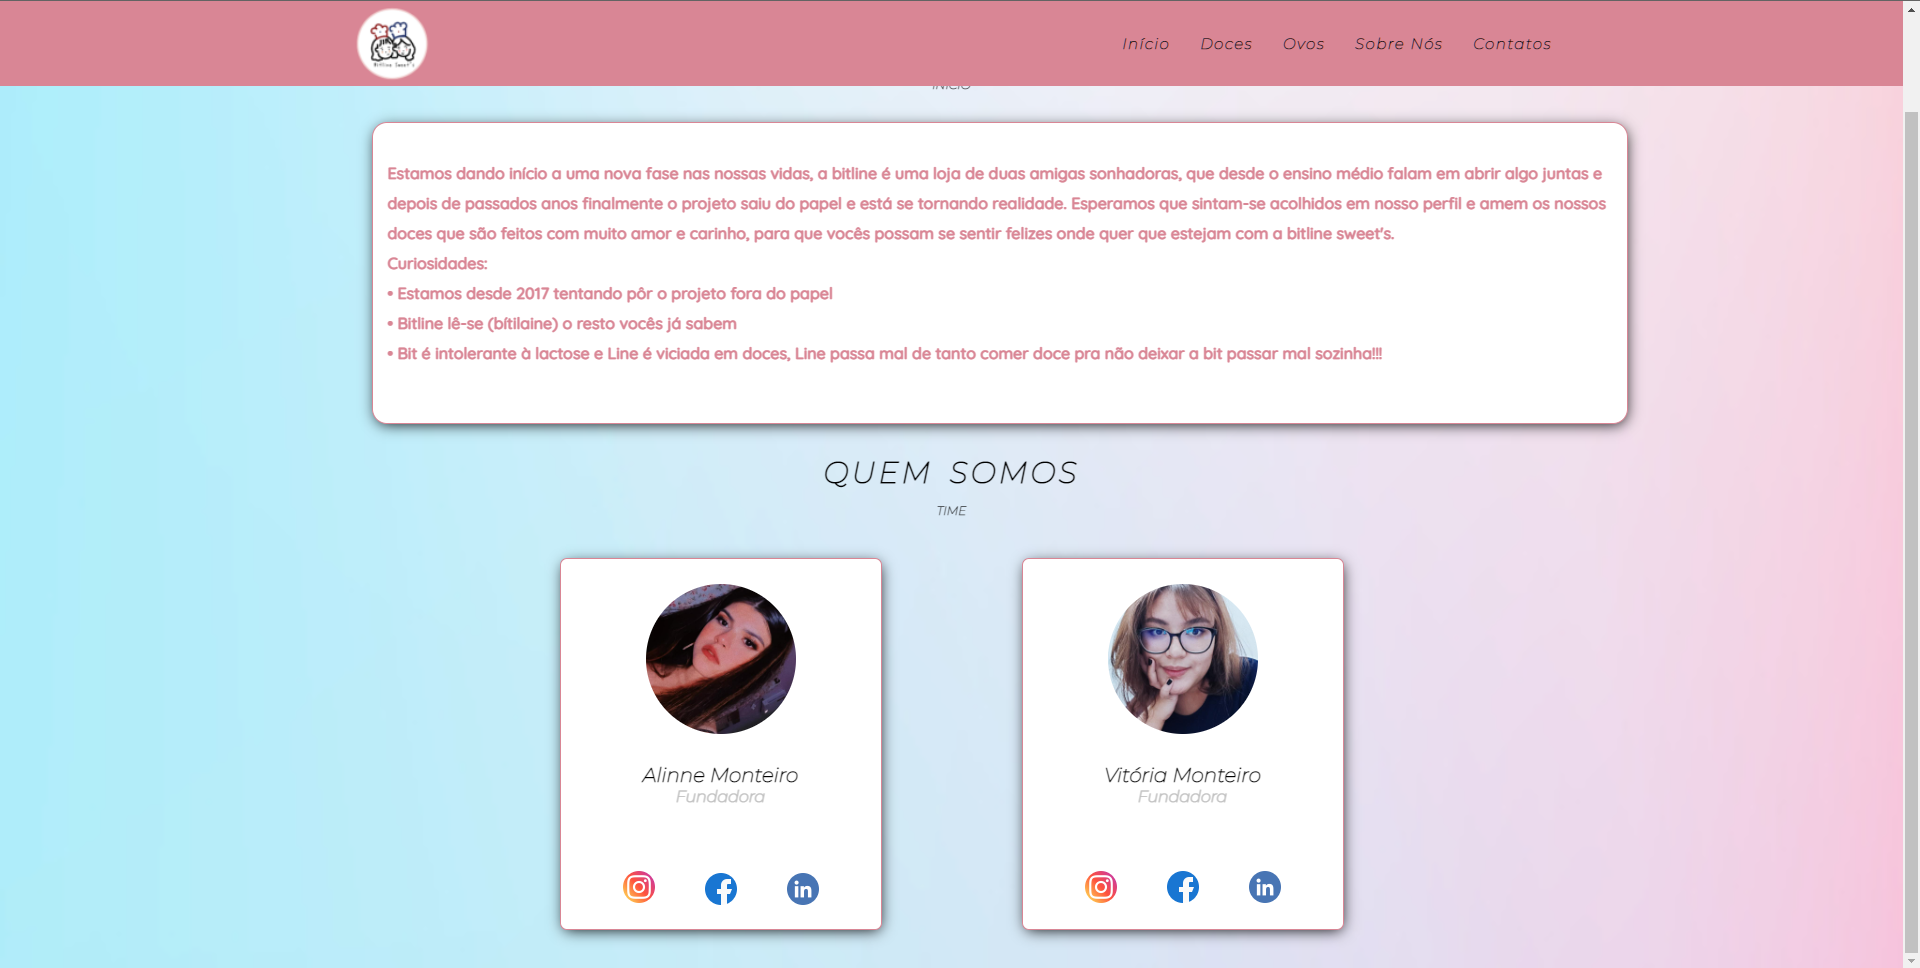 Bitline Sweet's
Início Doces Ovos Sobre Nós Contatos
INÍCIO
Estamos dando início a uma nova fase nas nossas vidas, a bitline é uma loja de duas amigas sonhadoras, que desde o ensino médio falam em abrir algo juntas e
depois de passados anos finalmente o projeto saiu do papel e está se tornando realidade. Esperamos que sintam-se acolhidos em nosso perfil e amem os nossos
doces que são feitos com muito amor e carinho, para que vocês possam se sentir felizes onde quer que estejam com a bitline sweet's.
Curiosidades:
• Estamos desde 2017 tentando pôr o projeto fora do papel
• Bitline lê-se (bítilaine) o resto vocês já sabem
• Bit é intolerante à lactose e Line é viciada em doces, Line passa mal de tanto comer doce pra não deixar a bit passar mal sozinha!!!
QUEM SOMOS
TIME
Alinne Monteiro
Fundadora
Vitória Monteiro
Fundadora